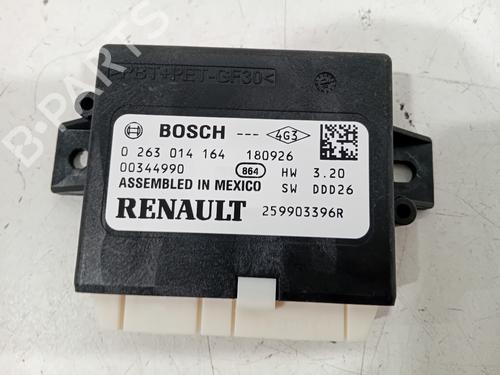 >PBT+PET-GF30<
BOSCH --- 4G3
0 263 014 164 180926
00344990 864 HW 3.20
ASSEMBLED IN MEXICO SW DDD26
RENAULT 259903396R
B-PARTS